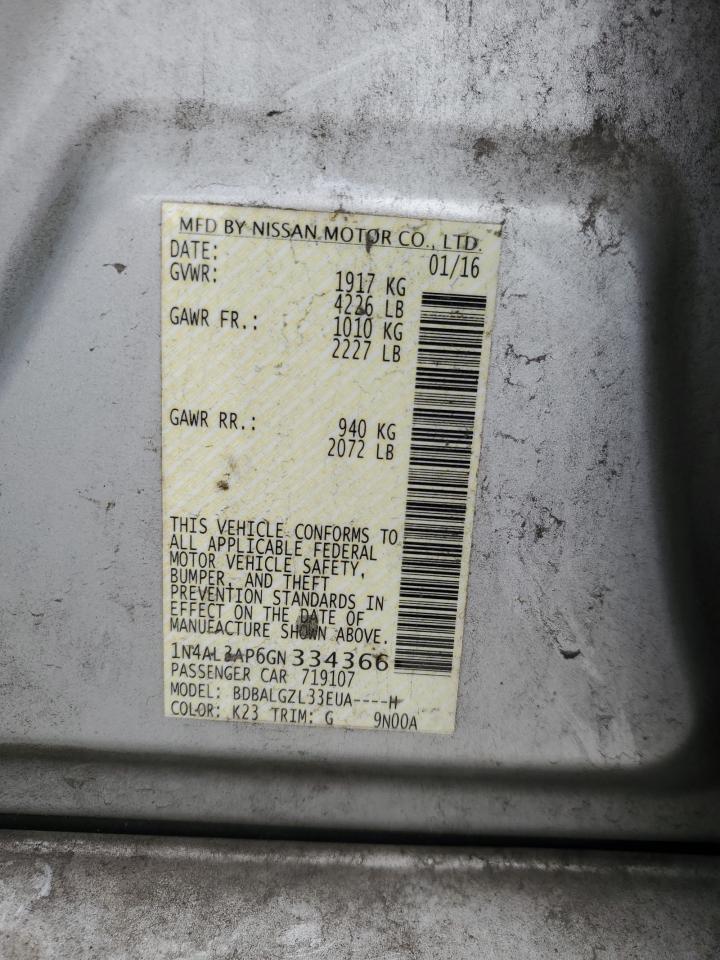 MFD BY NISSAN MOTOR CO., LTD.
DATE: 01/16
GVWR: 1917 KG
4226 LB
GAWR FR.: 1010 KG
2227 LB
GAWR RR.: 940 KG
2072 LB
THIS VEHICLE CONFORMS TO
ALL APPLICABLE FEDERAL
MOTOR VEHICLE SAFETY,
BUMPER, AND THEFT
PREVENTION STANDARDS IN
EFFECT ON THE DATE OF
MANUFACTURE SHOWN ABOVE.
1N4AL3AP6GN334366
PASSENGER CAR 719107
MODEL: BDBALGZL33EUA----H
COLOR: K23 TRIM: G 9N00A